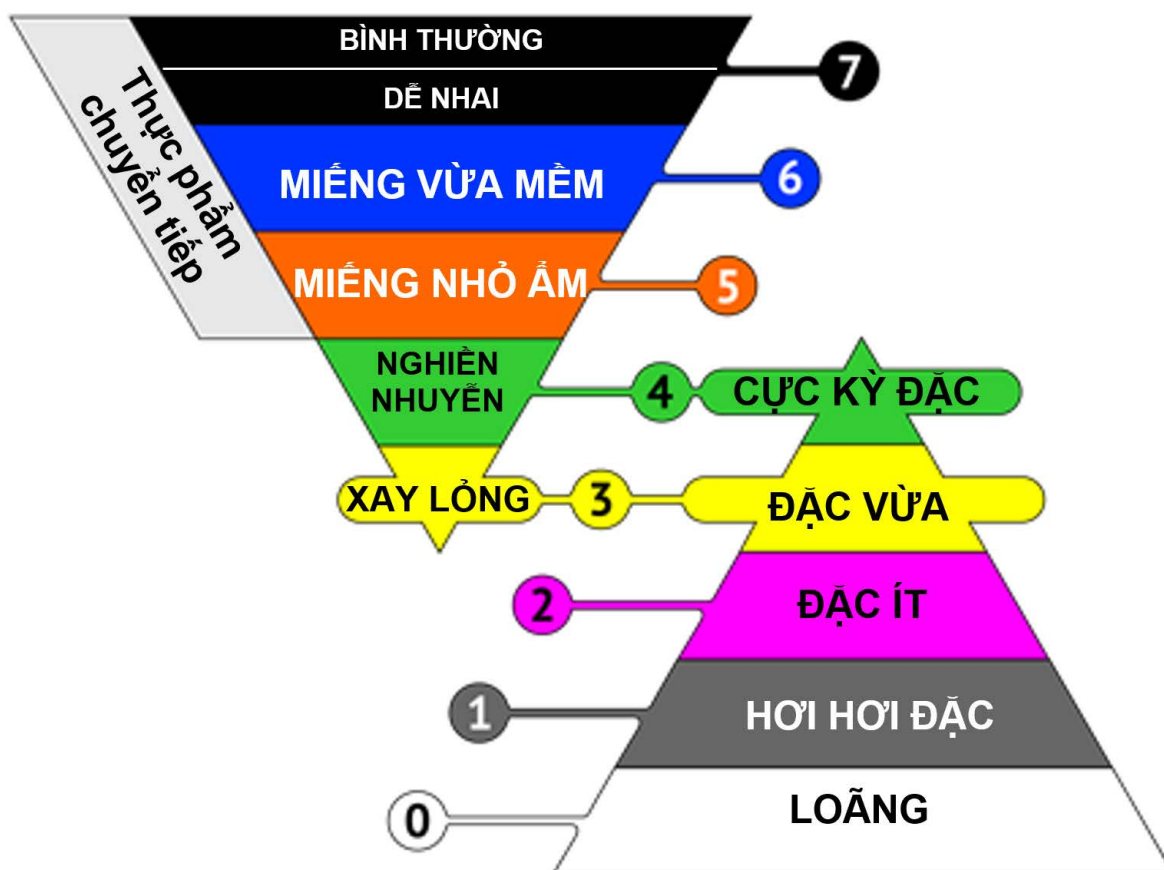 BÌNH THƯỜNG
7
DỄ NHAI
Thực phẩm
chuyển tiếp
MIẾNG VỪA MỀM
6
MIẾNG NHỎ ẨM
5
NGHIỀN
NHUYỄN
4
CỰC KỲ ĐẶC
XAY LỎNG
3
ĐẶC VỪA
2
ĐẶC ÍT
1
HƠI HƠI ĐẶC
0
LOÃNG